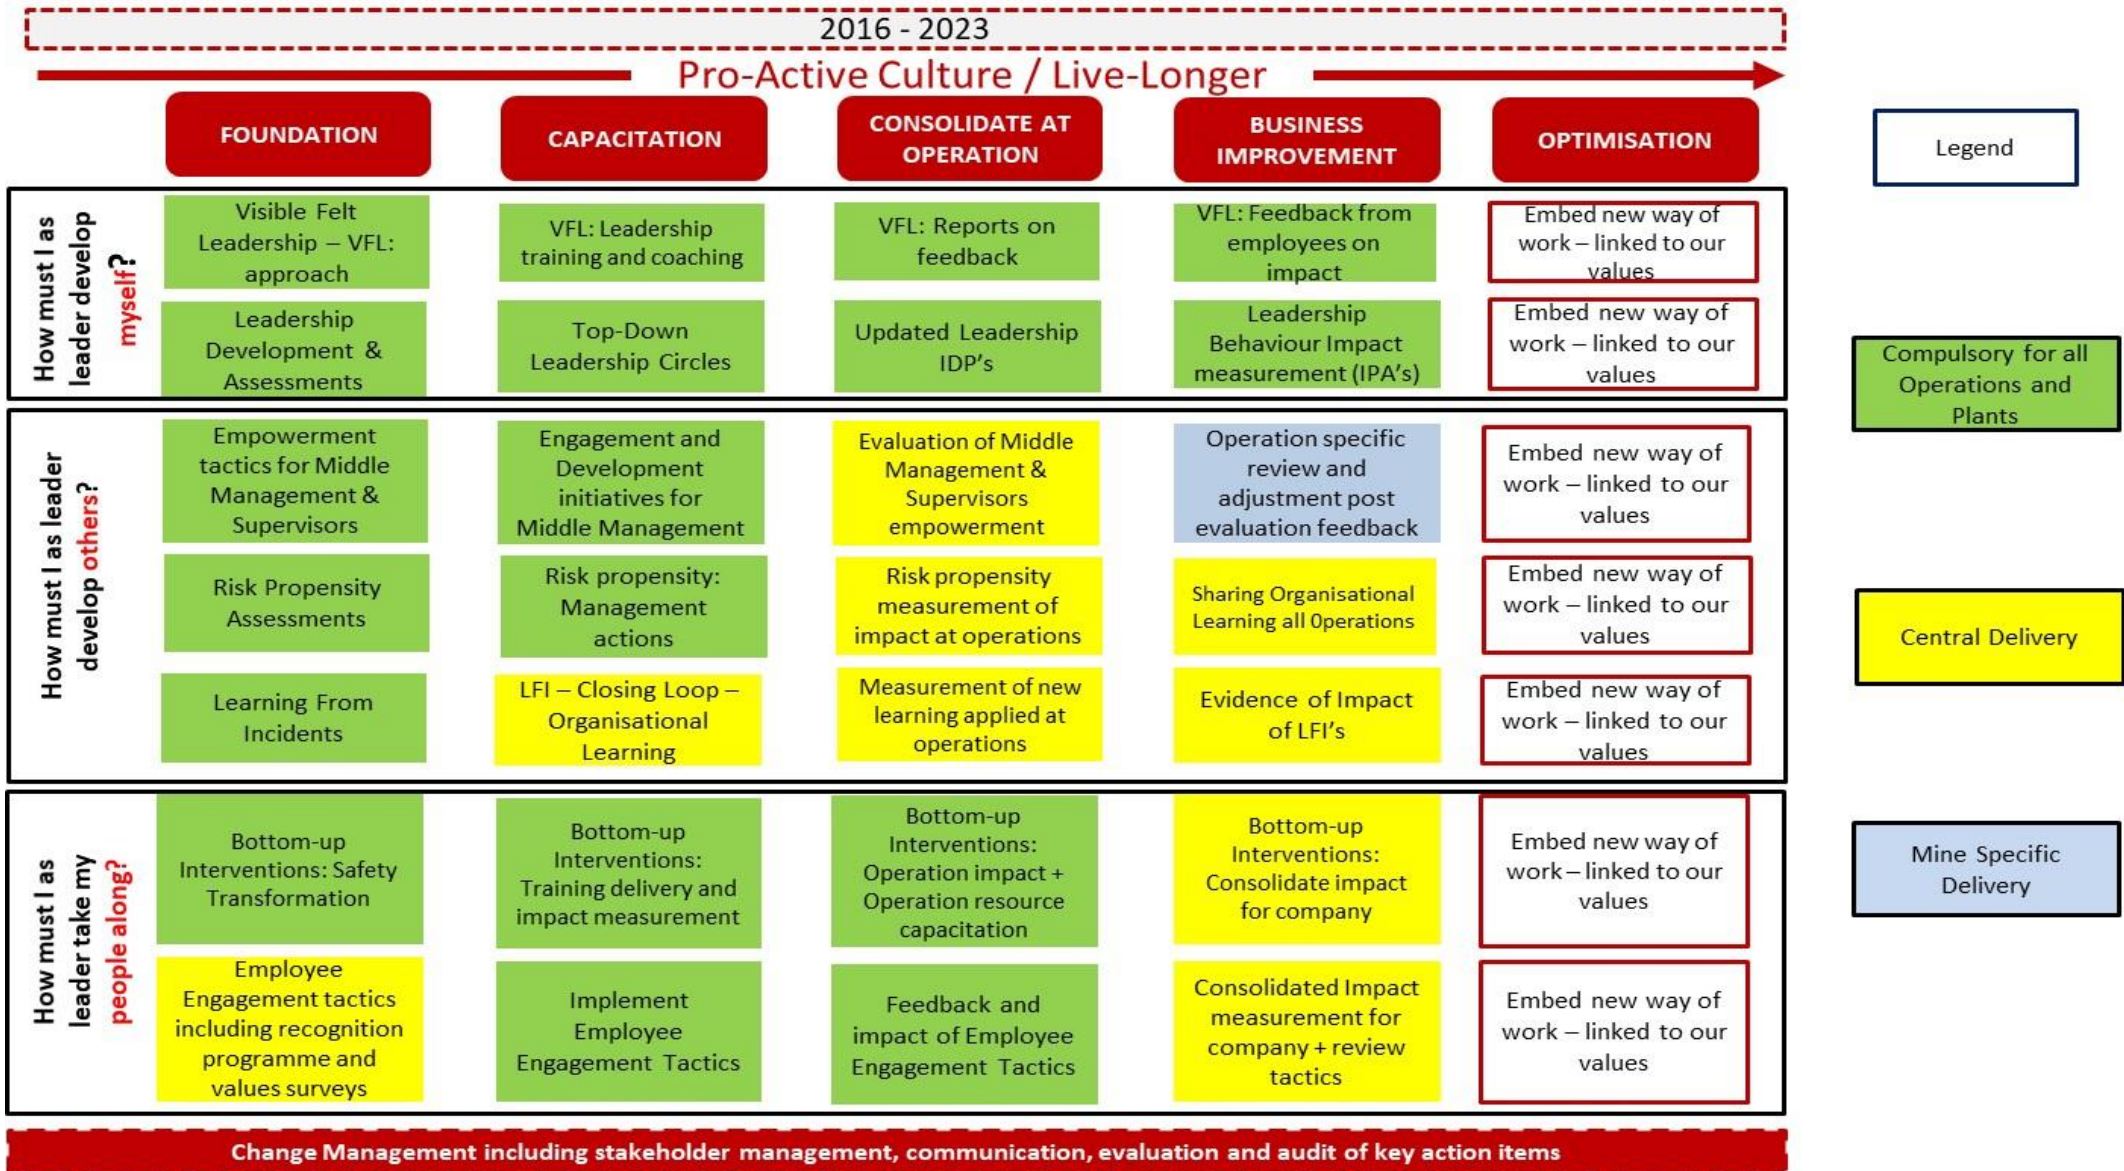 2016 - 2023
Pro-Active Culture / Live-Longer
FOUNDATION
CAPACITATION
CONSOLIDATE AT
OPERATION
BUSINESS
IMPROVEMENT
OPTIMISATION
Legend
How must I as
leader develop
myself?
Visible Felt
Leadership – VFL:
approach
VFL: Leadership
training and coaching
VFL: Reports on
feedback
VFL: Feedback from
employees on
impact
Embed new way of
work – linked to our
values
Leadership
Development &
Assessments
Top-Down
Leadership Circles
Updated Leadership
IDP's
Leadership
Behaviour Impact
measurement (IPA's)
Embed new way of
work – linked to our
values
Compulsory for all
Operations and
Plants
How must I as leader
develop others?
Empowerment
tactics for Middle
Management &
Supervisors
Engagement and
Development
initiatives for
Middle Management
Evaluation of Middle
Management &
Supervisors
empowerment
Operation specific
review and
adjustment post
evaluation feedback
Embed new way of
work – linked to our
values
Risk Propensity
Assessments
Risk propensity:
Management
actions
Risk propensity
measurement of
impact at operations
Sharing Organisational
Learning all 0perations
Embed new way of
work – linked to our
values
Central Delivery
Learning From
Incidents
LFI – Closing Loop –
Organisational
Learning
Measurement of new
learning applied at
operations
Evidence of Impact
of LFI's
Embed new way of
work – linked to our
values
How must I as
leader take my
people along?
Bottom-up
Interventions: Safety
Transformation
Bottom-up
Interventions:
Training delivery and
impact measurement
Bottom-up
Interventions:
Operation impact +
Operation resource
capacitation
Bottom-up
Interventions:
Consolidate impact
for company
Embed new way of
work – linked to our
values
Mine Specific
Delivery
Employee
Engagement tactics
including recognition
programme and
values surveys
Implement
Employee
Engagement Tactics
Feedback and
impact of Employee
Engagement Tactics
Consolidated Impact
measurement for
company + review
tactics
Embed new way of
work – linked to our
values
Change Management including stakeholder management, communication, evaluation and audit of key action items